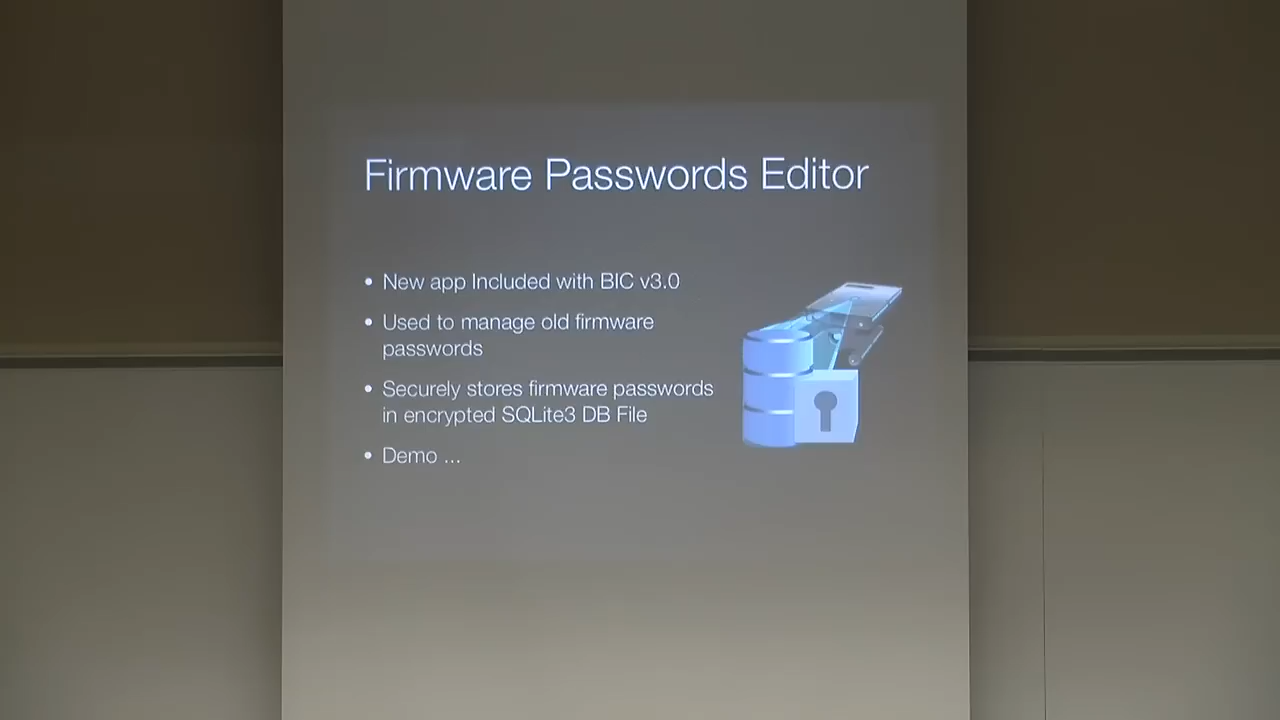 Firmware Passwords Editor
• New app Included with BIC v3.0
• Used to manage old firmware
passwords
• Securely stores firmware passwords
in encrypted SQLite3 DB File
• Demo ...